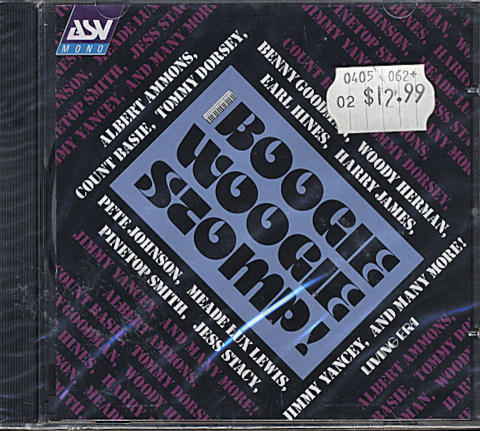 ASV
MONO
0405 062+
02 $12.99
ALBERT AMMONS,
COUNT BASIE, TOMMY DORSEY,
BENNY GOODMAN, WOODY HERMAN,
EARL HINES, HARRY JAMES,
BOOGIE
WOOGIE
STOMP!
PETE JOHNSON, MEADE LUX LEWIS,
PINETOP SMITH, JESS STACY,
JIMMY YANCEY, AND MANY MORE!
LIVING ERA